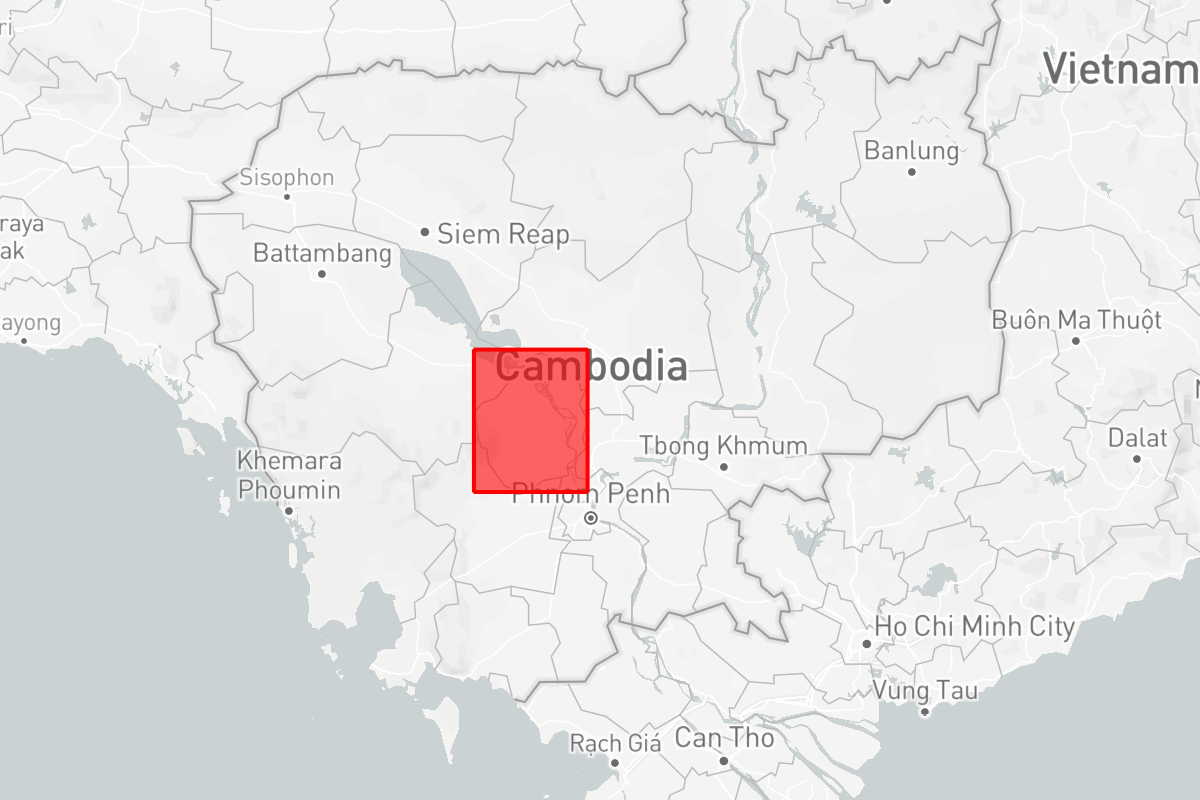 Vietnam
Banlung
Sisophon
raya
ak
Siem Reap
Battambang
ayong
Buôn Ma Thuột
Cambodia
Dalat
Tbong Khmum
Khemara
Phoumin
Phnom Penh
Ho Chi Minh City
Vung Tau
Rạch Giá
Can Tho